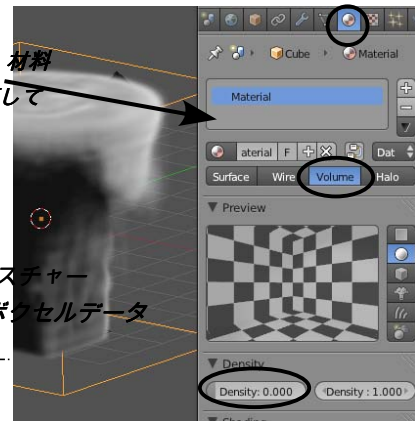 Cube
Material
材料
して
Material
aterial
F
Dat
Surface
Wire
Volume
Halo
Preview
スチャー
ボクセルデータ
Density
Density: 0.000
Density : 1.000